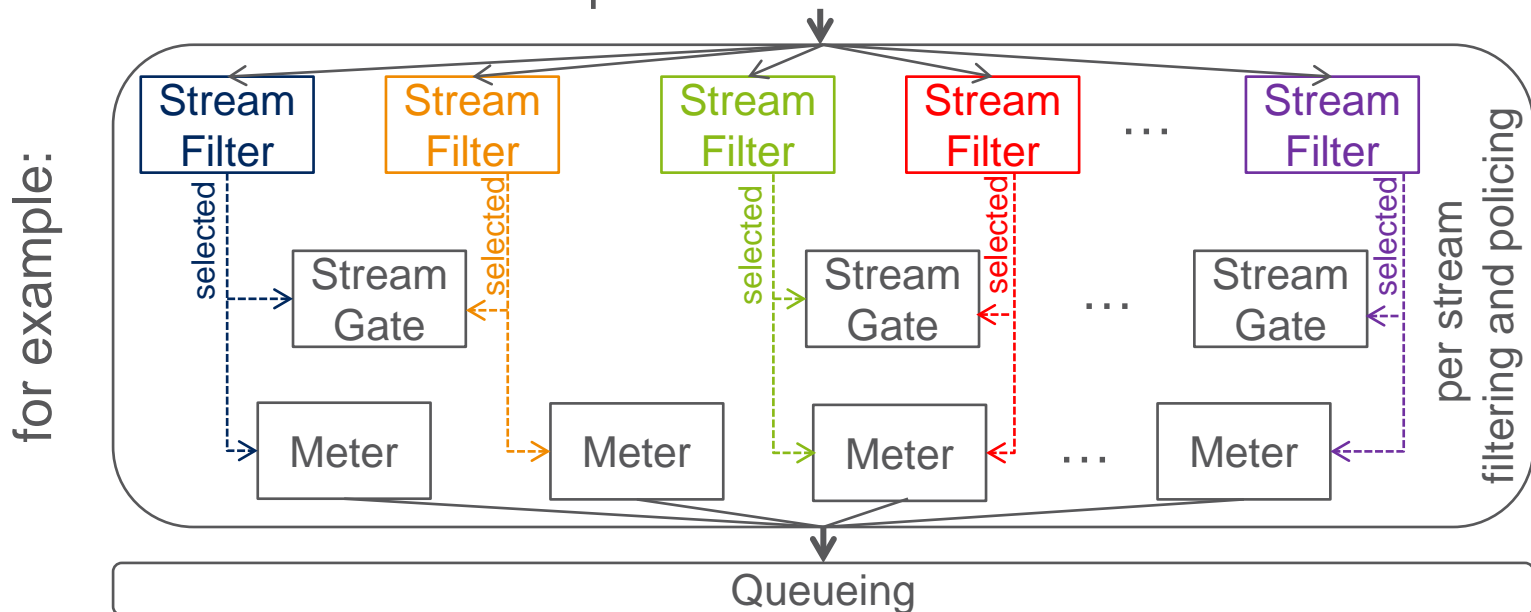 for example:
Stream
Filter
Stream
Filter
Stream
Filter
Stream
Filter
...
Stream
Filter
selected
selected
selected
selected
selected
Stream
Gate
Stream
Gate
...
Stream
Gate
Meter
Meter
Meter
...
Meter
per stream
filtering and policing
Queueing